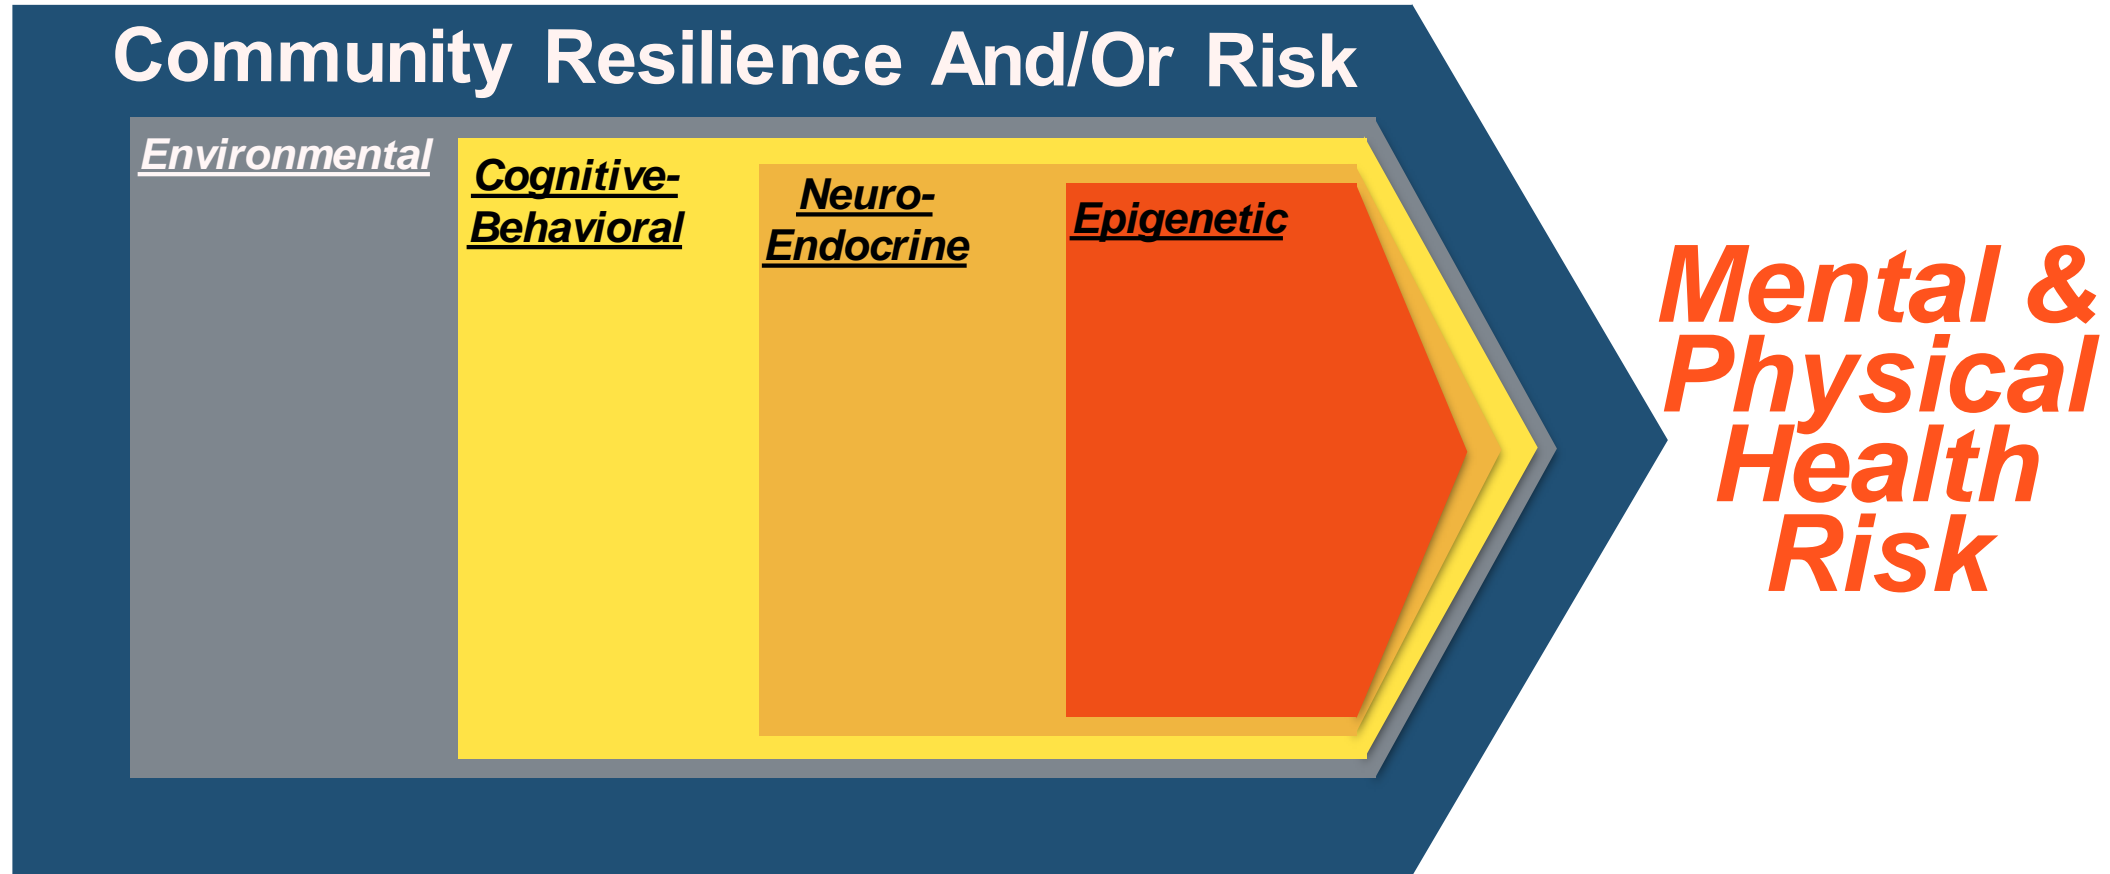 Community Resilience And/Or Risk
Environmental
Cognitive-
Behavioral
Neuro-
Endocrine
Epigenetic
Mental &
Physical
Health
Risk